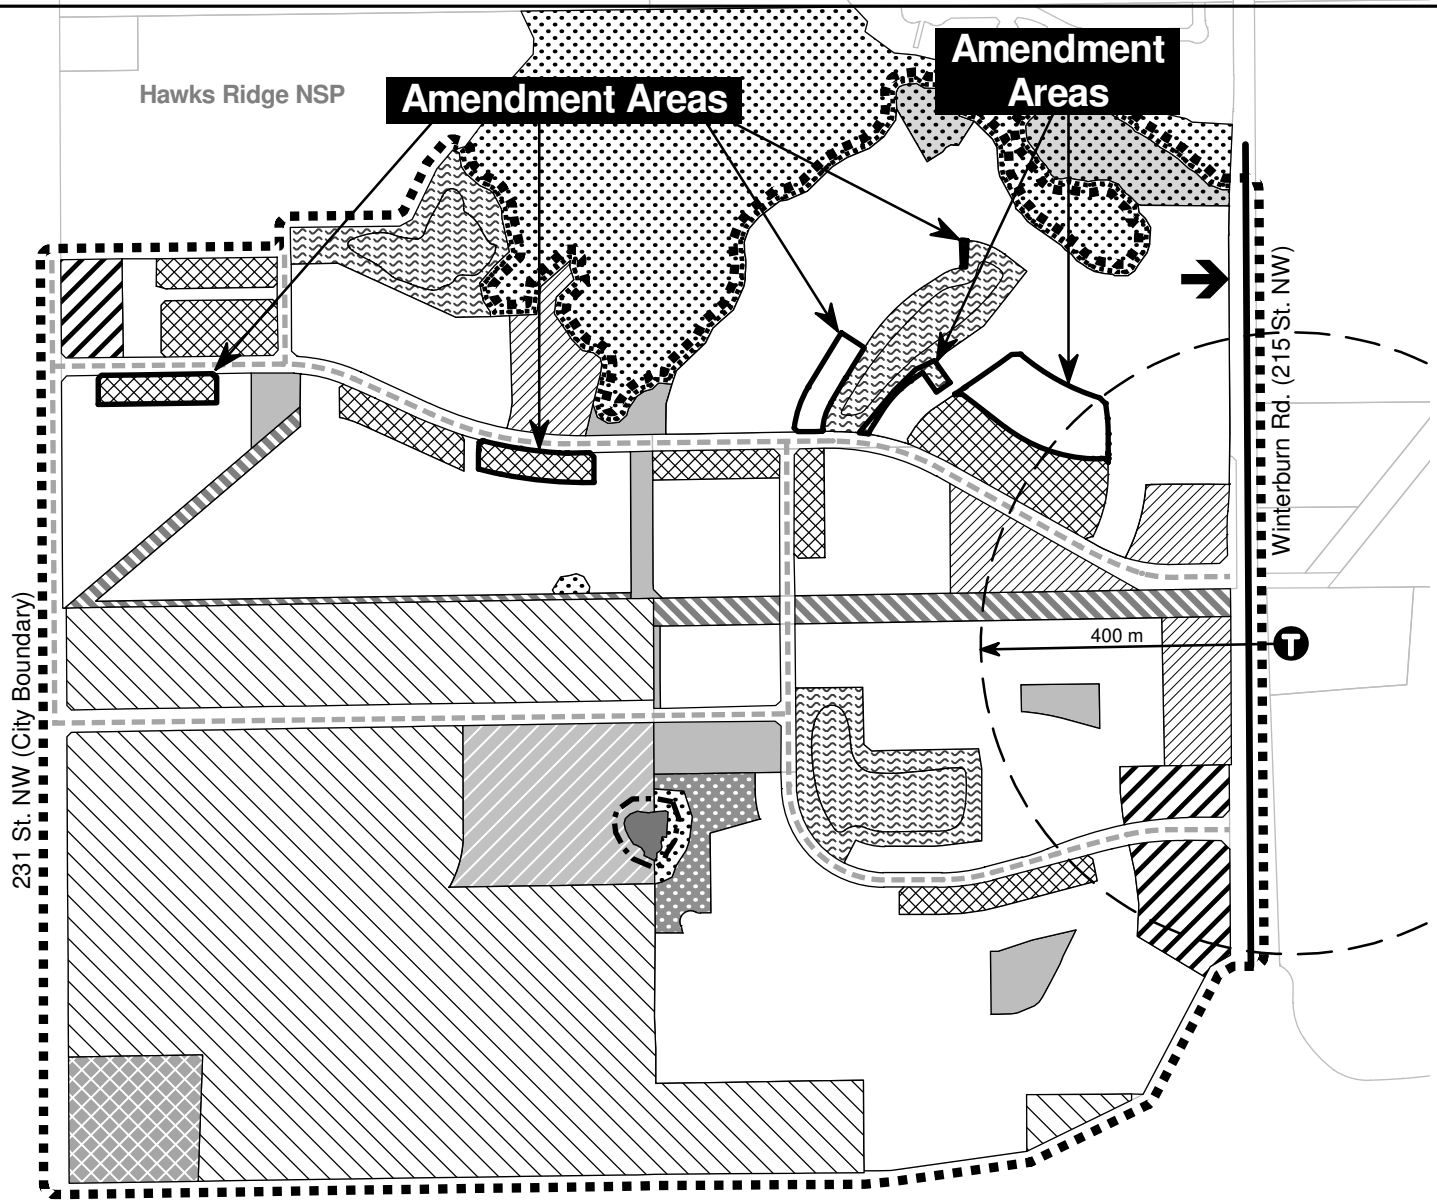 Amendment
Areas
Hawks Ridge NSP
Amendment Areas
Winterburn Rd. (215 St. NW)
231 St. NW (City Boundary)
400 m
T